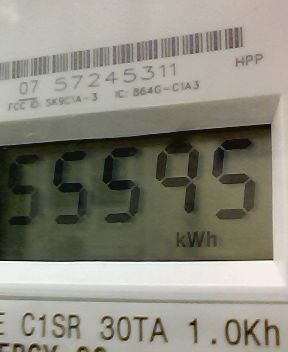 HPP
07 57245311
FCC ID: SK9C1A-3 IC: 864G-C1A3
55595
kWh
E C1SR 30TA 1.0Kh